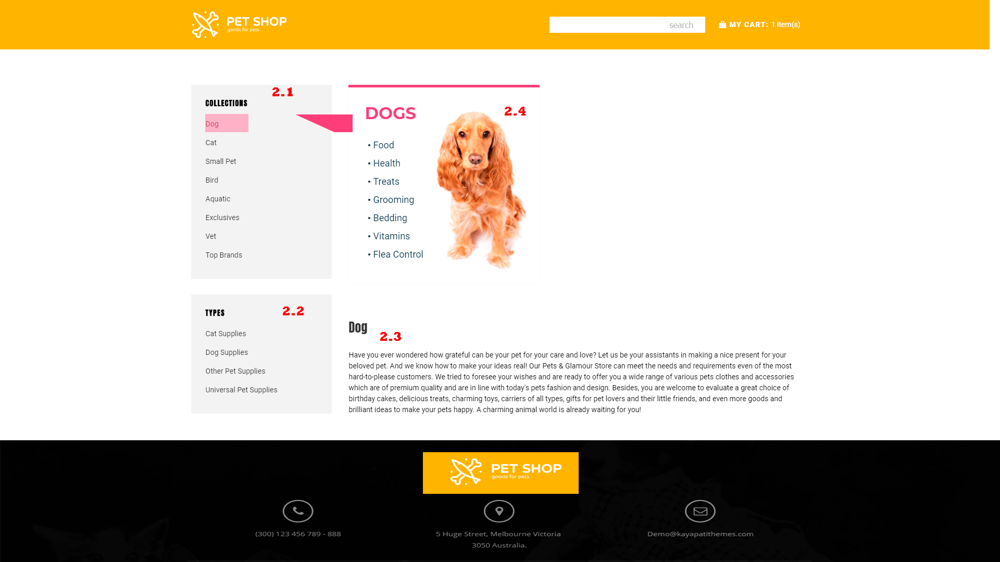 PET SHOP
goods for pets
search
MY CART: 1 item(s)
2.1
COLLECTIONS
Dog
Cat
Small Pet
Bird
Aquatic
Exclusives
Vet
Top Brands
2.4
DOGS
• Food
• Health
• Treats
• Grooming
• Bedding
• Vitamins
• Flea Control
2.2
TYPES
Cat Supplies
Dog Supplies
Other Pet Supplies
Universal Pet Supplies
Dog
2.3
Have you ever wondered how grateful can be your pet for your care and love? Let us be your assistants in making a nice present for your
beloved pet. And we know how to make your ideas real! Our Pets & Glamour Store can meet the needs and requirements even of the most
hard-to-please customers. We tried to foresee your wishes and are ready to offer you a wide range of various pets clothes and accessories
which are of premium quality and are in line with today's pets fashion and design. Besides, you are welcome to evaluate a great choice of
birthday cakes, delicious treats, charming toys, carriers of all types, gifts for pet lovers and their little friends, and even more goods and
brilliant ideas to make your pets happy. A charming animal world is already waiting for you!
PET SHOP
goods for pets
(300) 123 456 789 - 888
5 Huge Street, Melbourne Victoria
3050 Australia.
Demo@kayapatithemes.com